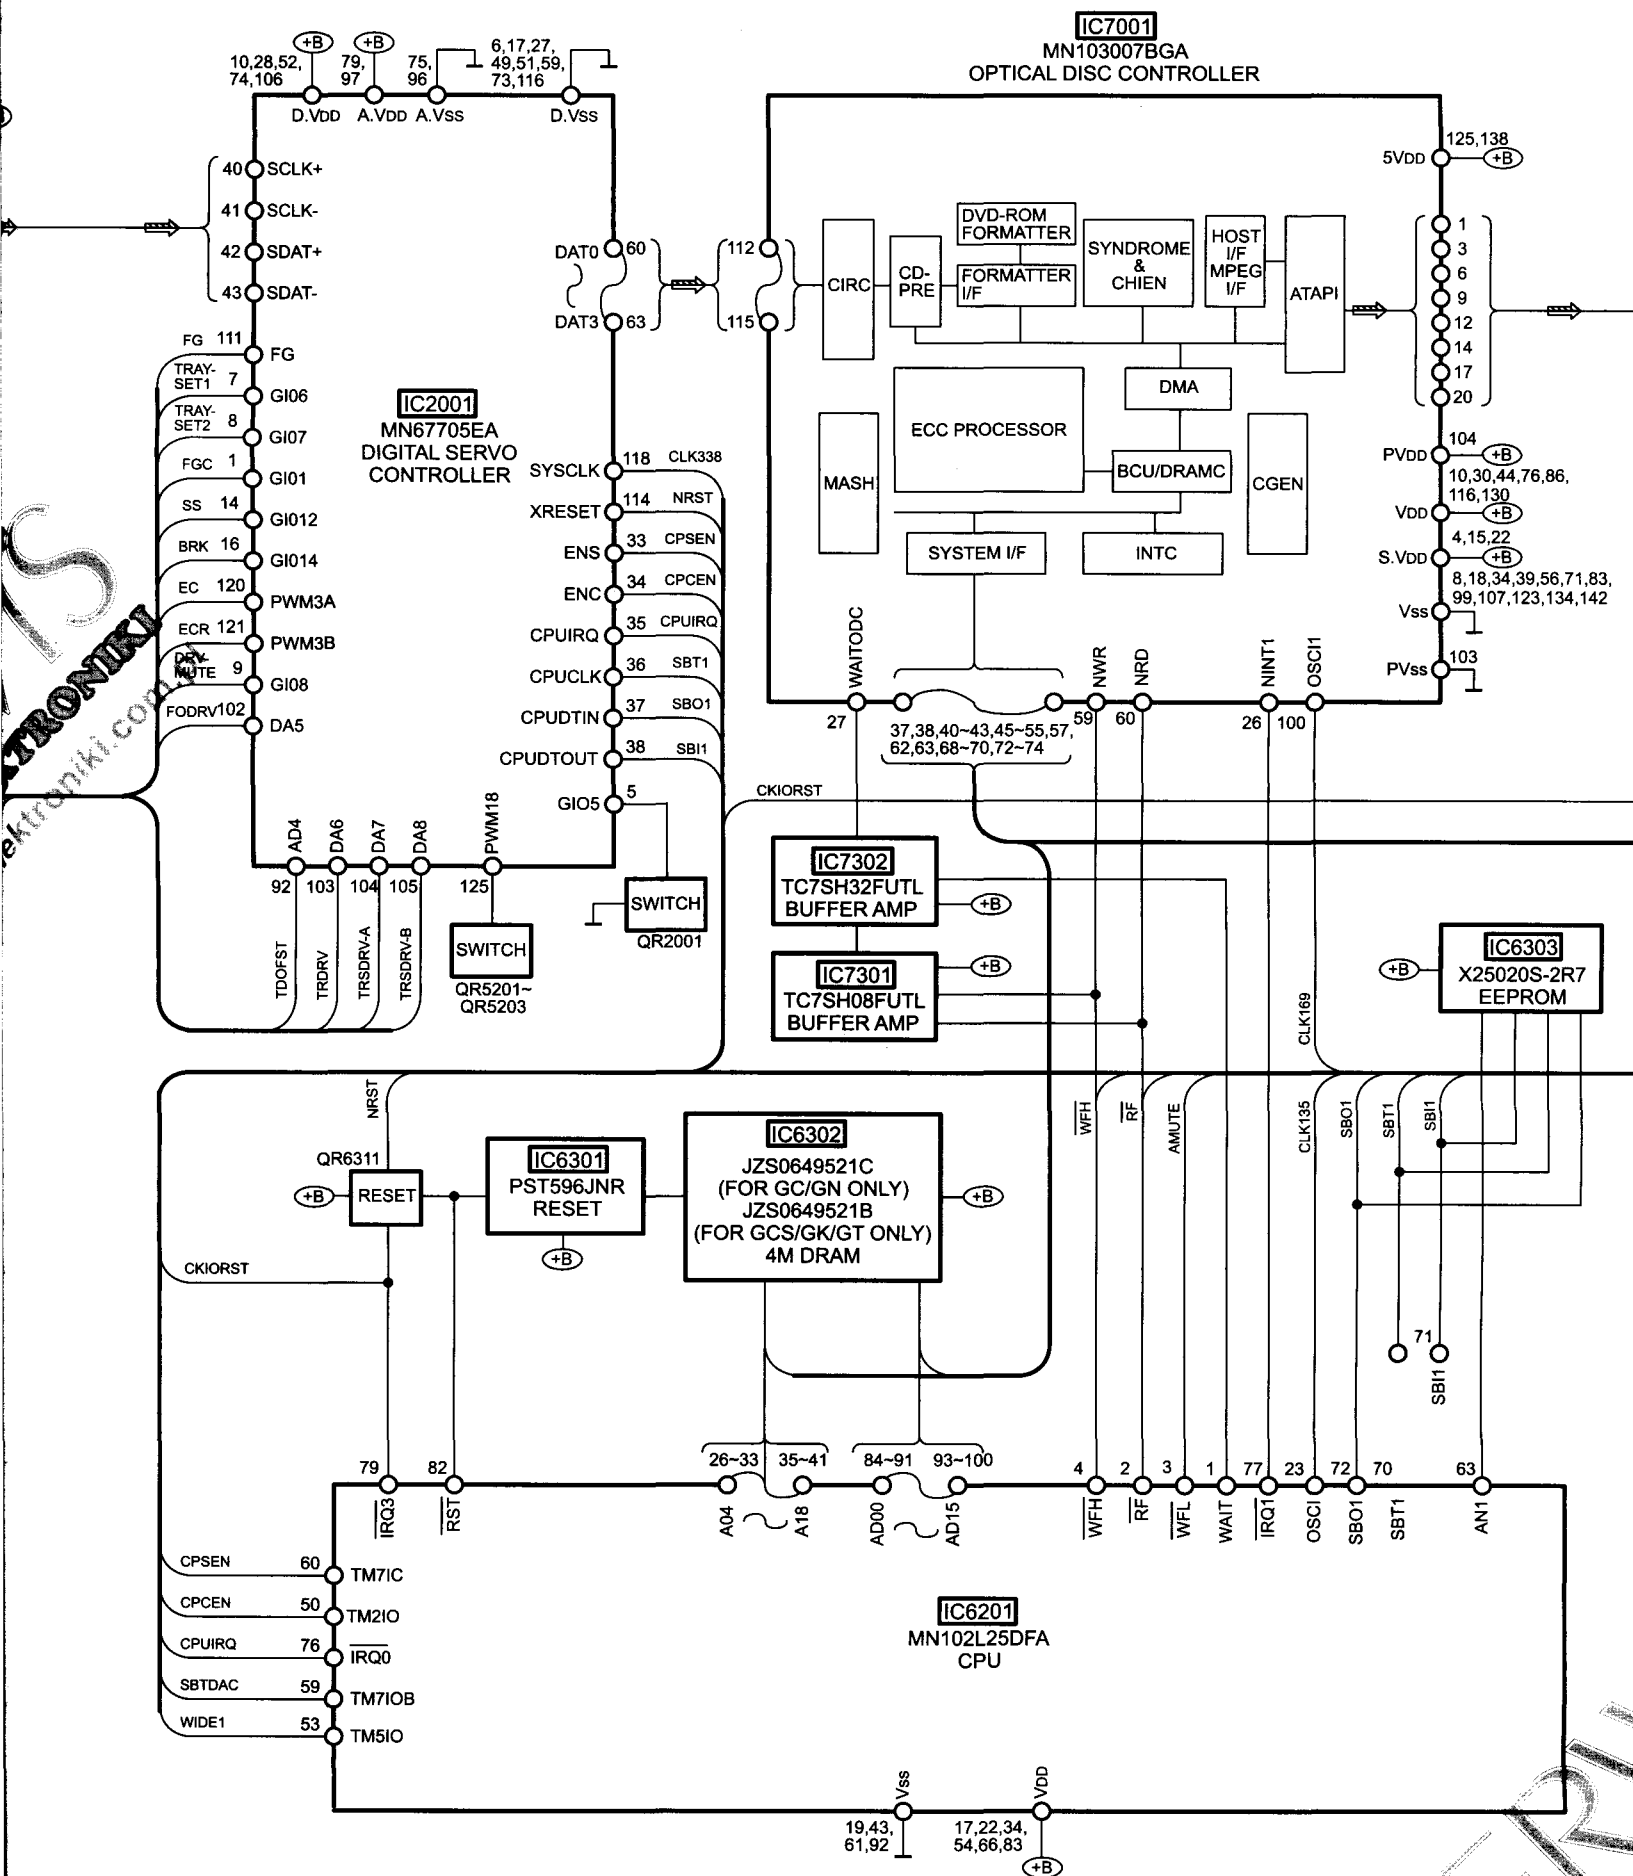 IC7001
MN103007BGA
OPTICAL DISC CONTROLLER
+B
+B
10,28,52,
74,106
79,
97
75,
96
6,17,27,
49,51,59,
73,116
D.VDD
A.VDD
A.VSS
D.VSS
40 SCLK+
41 SCLK-
42 SDAT+
43 SDAT-
FG 111 FG
TRAY-
SET1 7 GI06
TRAY-
SET2 8 GI07
FGC 1 GI01
SS 14 GI012
BRK 16 GI014
EC 120 PWM3A
ECR 121 PWM3B
DRV
MUTE 9 GI08
FODRV 102 DA5
IC2001
MN67705EA
DIGITAL SERVO
CONTROLLER
DAT0 60
DAT3 63
SYSCLK 118 CLK338
XRESET 114 NRST
ENS 33 CPSEN
ENC 34 CPCEN
CPUIRQ 35 CPUIRQ
CPUCLK 36 SBT1
CPUDTIN 37 SBO1
CPUDTOUT 38 SBI1
GIO5 5
AD4
DA6
DA7
DA8
PWM18
92
103
104
105
125
TDOFST
TRDRV
TRSDRV-A
TRSDRV-B
SWITCH
QR5201~
QR5203
SWITCH
QR2001
112
115
CIRC
CD-
PRE
DVD-ROM
FORMATTER
FORMATTER
I/F
SYNDROME
&
CHIEN
HOST
I/F
MPEG
I/F
ATAPI
DMA
ECC PROCESSOR
BCU/DRAMC
MASH
CGEN
SYSTEM I/F
INTC
125,138
5VDD +B
1
3
6
9
12
14
17
20
104
PVDD +B
10,30,44,76,86,
116,130
VDD +B
4,15,22
S.VDD +B
8,18,34,39,56,71,83,
99,107,123,134,142
VSS
103
PVSS
WAITODC
NWR
NRD
NINT1
OSCI1
27
37,38,40~43,45~55,57,
62,63,68~70,72~74
59
60
26
100
CKIORST
IC7302
TC7SH32FUTL
BUFFER AMP
+B
IC7301
TC7SH08FUTL
BUFFER AMP
+B
CLK169
IC6303
X25020S-2R7
EEPROM
+B
NRST
QR6311
+B
RESET
IC6301
PST596JNR
RESET
+B
IC6302
JZS0649521C
(FOR GC/GN ONLY)
JZS0649521B
(FOR GCS/GK/GT ONLY)
4M DRAM
+B
WFH
RF
AMUTE
CLK135
SBO1
SBT1
SBI1
CKIORST
71
SBI1
79
82
26~33
35~41
84~91
93~100
4
2
3
1
77
23
72
70
63
IRQ3
RST
A04
A18
AD00
AD15
WFH
RF
WFL
WAIT
IRQ1
OSCI
SBO1
SBT1
AN1
CPSEN 60 TM7IC
CPCEN 50 TM2IO
CPUIRQ 76 IRQ0
SBTDAC 59 TM7IOB
WIDE1 53 TM5IO
IC6201
MN102L25DFA
CPU
VSS
VDD
19,43,
61,92
17,22,34,
54,66,83
+B